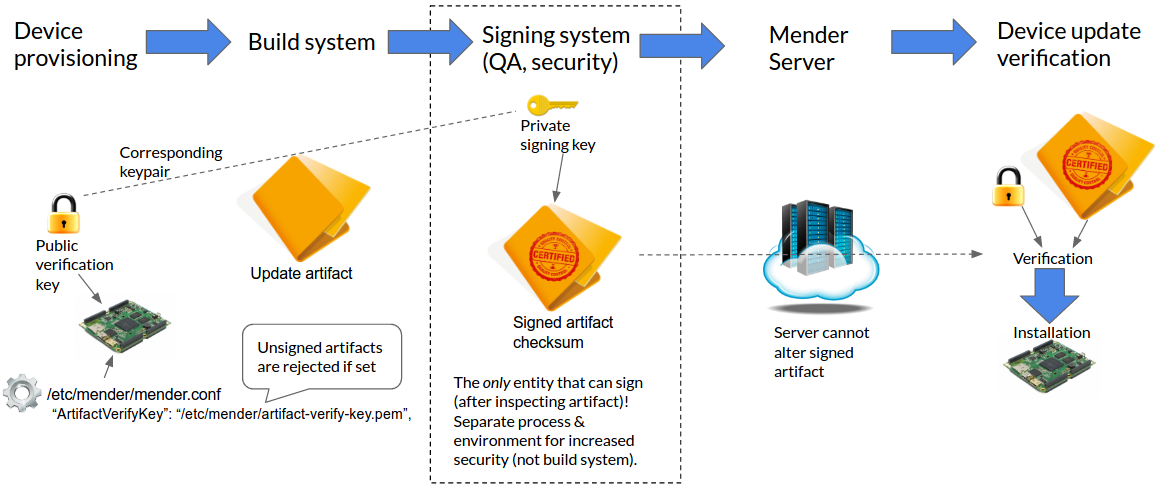 Device
provisioning
Build system
Signing system
(QA, security)
Mender
Server
Device update
verification
Private
signing key
Corresponding
keypair
Public
verification
key
Update artifact
CERTIFIED
CERTIFIED
Verification
Signed artifact
checksum
Server cannot
alter signed
artifact
Installation
Unsigned artifacts
are rejected if set
/etc/mender/mender.conf
“ArtifactVerifyKey”: “/etc/mender/artifact-verify-key.pem”,
The only entity that can sign
(after inspecting artifact)!
Separate process &
environment for increased
security (not build system).